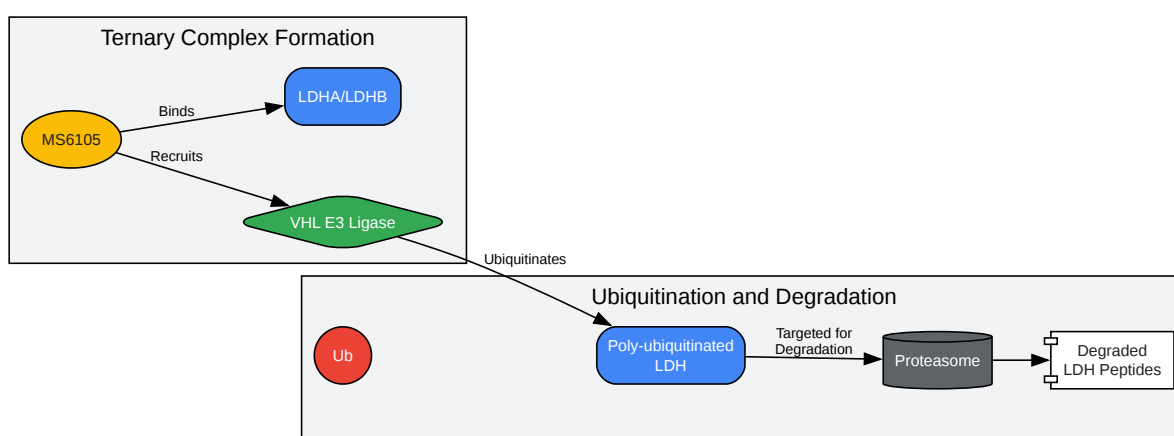 Ternary Complex Formation
MS6105
Binds
LDHA/LDHB
Recruits
VHL E3 Ligase
Ubiquitinates
Ubiquitination and Degradation
Ub
Poly-ubiquitinated
LDH
Targeted for
Degradation
Proteasome
Degraded
LDH Peptides